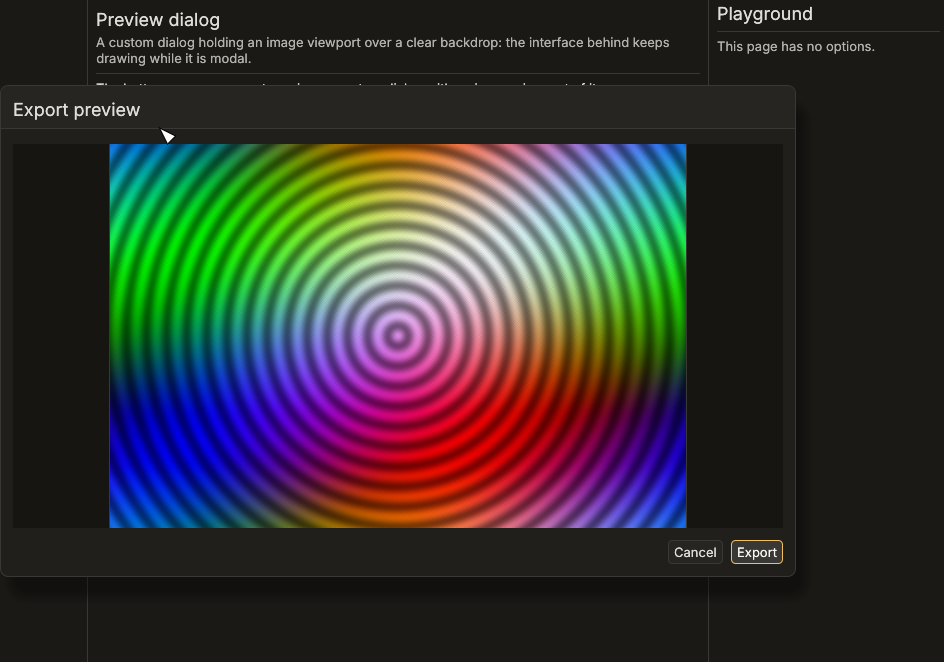 Preview dialog
A custom dialog holding an image viewport over a clear backdrop: the interface behind keeps
drawing while it is modal.
Playground
This page has no options.
Export preview
Cancel
Export